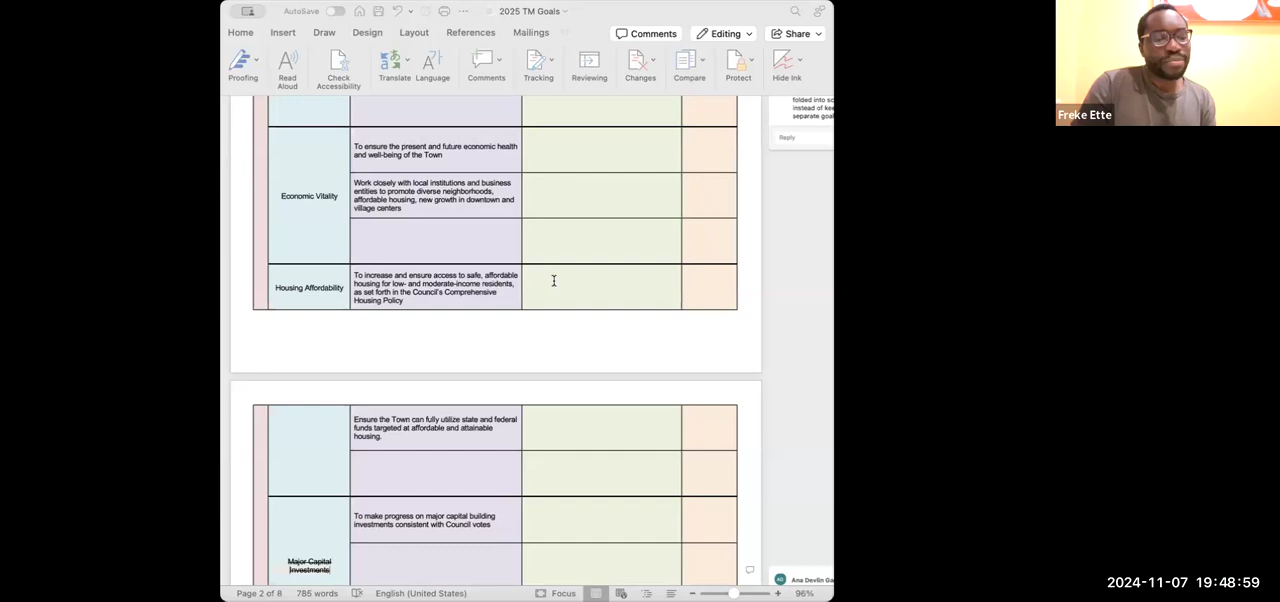 AutoSave
2025 TM Goals
Home Insert Draw Design Layout References Mailings
Comments Editing Share
Proofing Read Aloud Check Accessibility Translate Language Comments Tracking Reviewing Changes Compare Protect Hide Ink
folded into
instead of
separate
Reply
Economic Vitality
To ensure the present and future economic health
and well-being of the Town
Work closely with local institutions and business
entities to promote diverse neighborhoods,
affordable housing, new growth in downtown and
village centers
Housing Affordability
To increase and ensure access to safe, affordable
housing for low- and moderate-income residents,
as set forth in the Council's Comprehensive
Housing Policy
Ensure the Town can fully utilize state and federal
funds targeted at affordable and attainable
housing.
To make progress on major capital building
investments consistent with Council votes
Major Capital
Investments
Ana Devlin
Page 2 of 8 785 words English (United States) Focus 96%
Freke Ette
2024-11-07 19:48:59